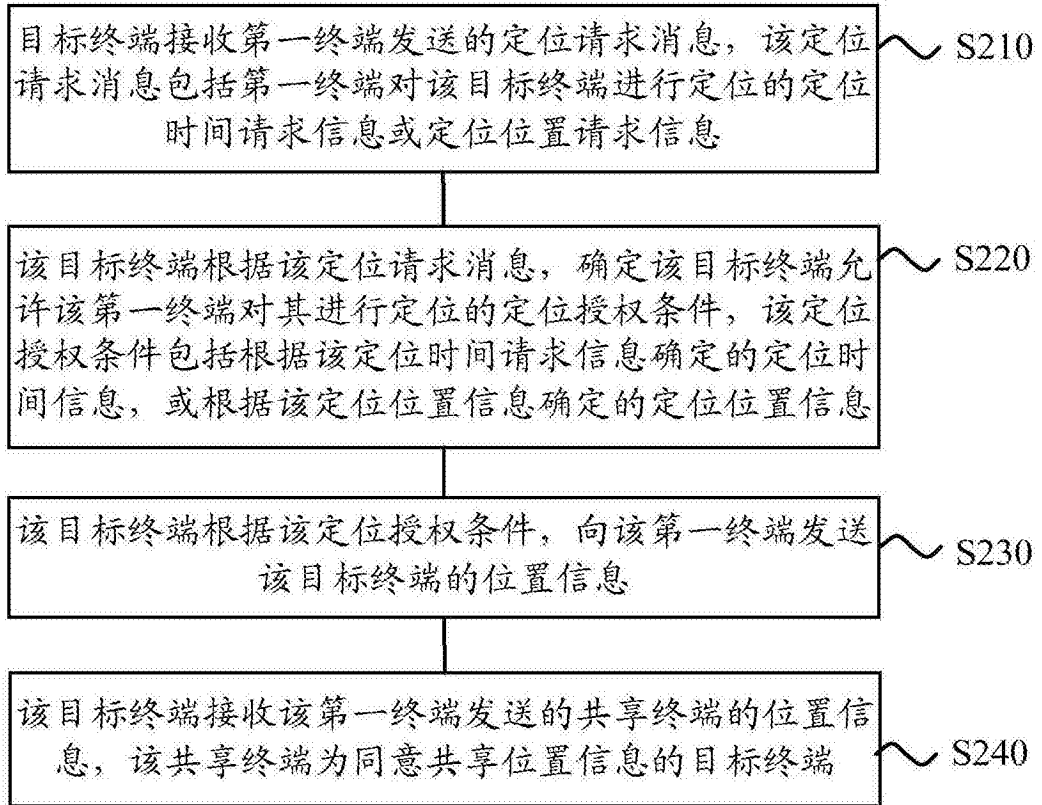 目标终端接收第一终端发送的定位请求消息，该定位
请求消息包括第一终端对该目标终端进行定位的定位
时间请求信息或定位位置请求信息
S210
该目标终端根据该定位请求消息，确定该目标终端允
许该第一终端对其进行定位的定位授权条件，该定位
授权条件包括根据该定位时间请求信息确定的定位时
间信息，或根据该定位位置信息确定的定位位置信息
S220
该目标终端根据该定位授权条件，向该第一终端发送
该目标终端的位置信息
S230
该目标终端接收该第一终端发送的共享终端的位置信
息，该共享终端为同意共享位置信息的目标终端
S240